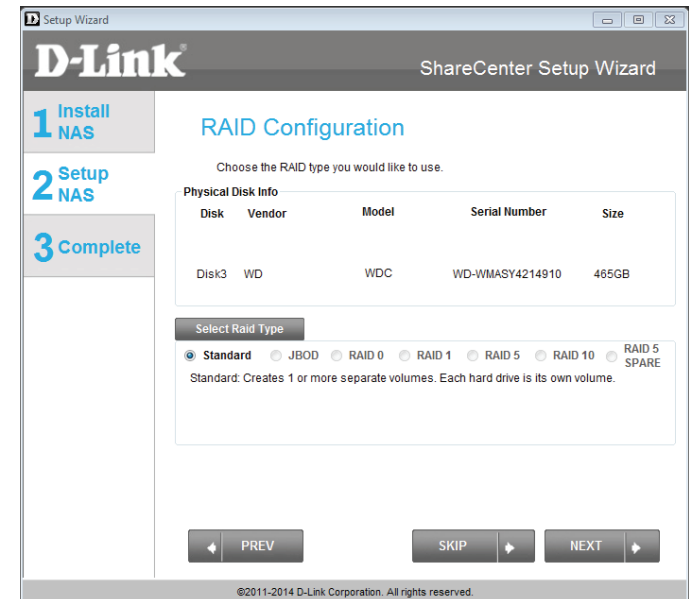 Setup Wizard
D-Link
ShareCenter Setup Wizard
1 Install NAS
2 Setup NAS
3 Complete
RAID Configuration
Choose the RAID type you would like to use.
Physical Disk Info
Disk Vendor Model Serial Number Size
Disk3 WD WDC WD-WMASY4214910 465GB
Select Raid Type
Standard JBOD RAID 0 RAID 1 RAID 5 RAID 10 RAID 5 SPARE
Standard: Creates 1 or more separate volumes. Each hard drive is its own volume.
PREV SKIP NEXT
©2011-2014 D-Link Corporation. All rights reserved.